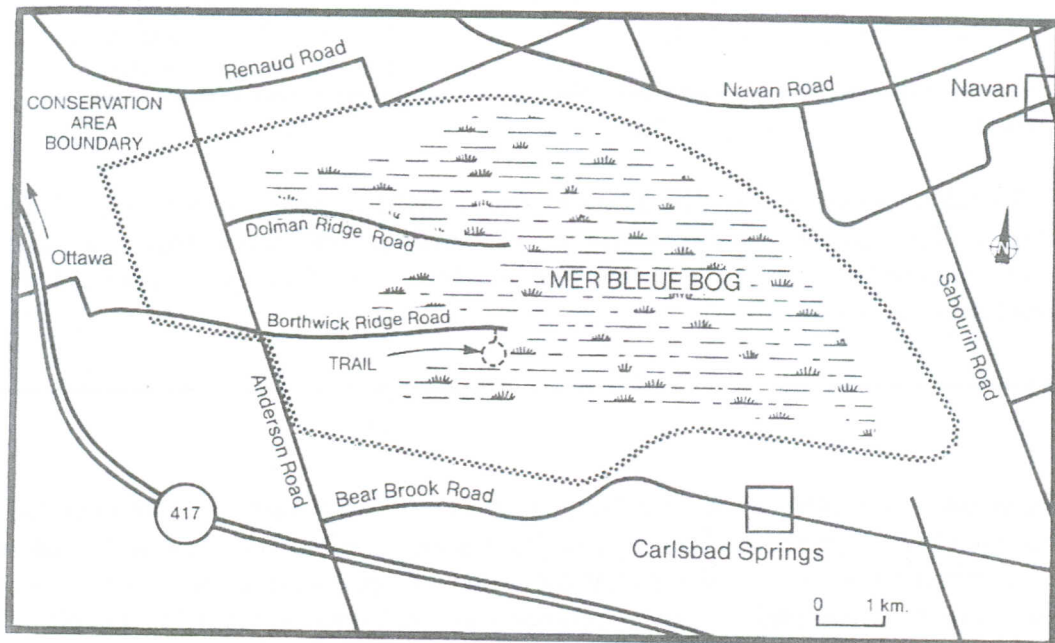 Renaud Road
Navan Road
Navan
CONSERVATION
AREA
BOUNDARY
Dolman Ridge Road
N
Ottawa
MER BLEUE BOG
Sabourin Road
Borthwick Ridge Road
TRAIL
Anderson Road
Bear Brook Road
417
Carlsbad Springs
0 1 km.